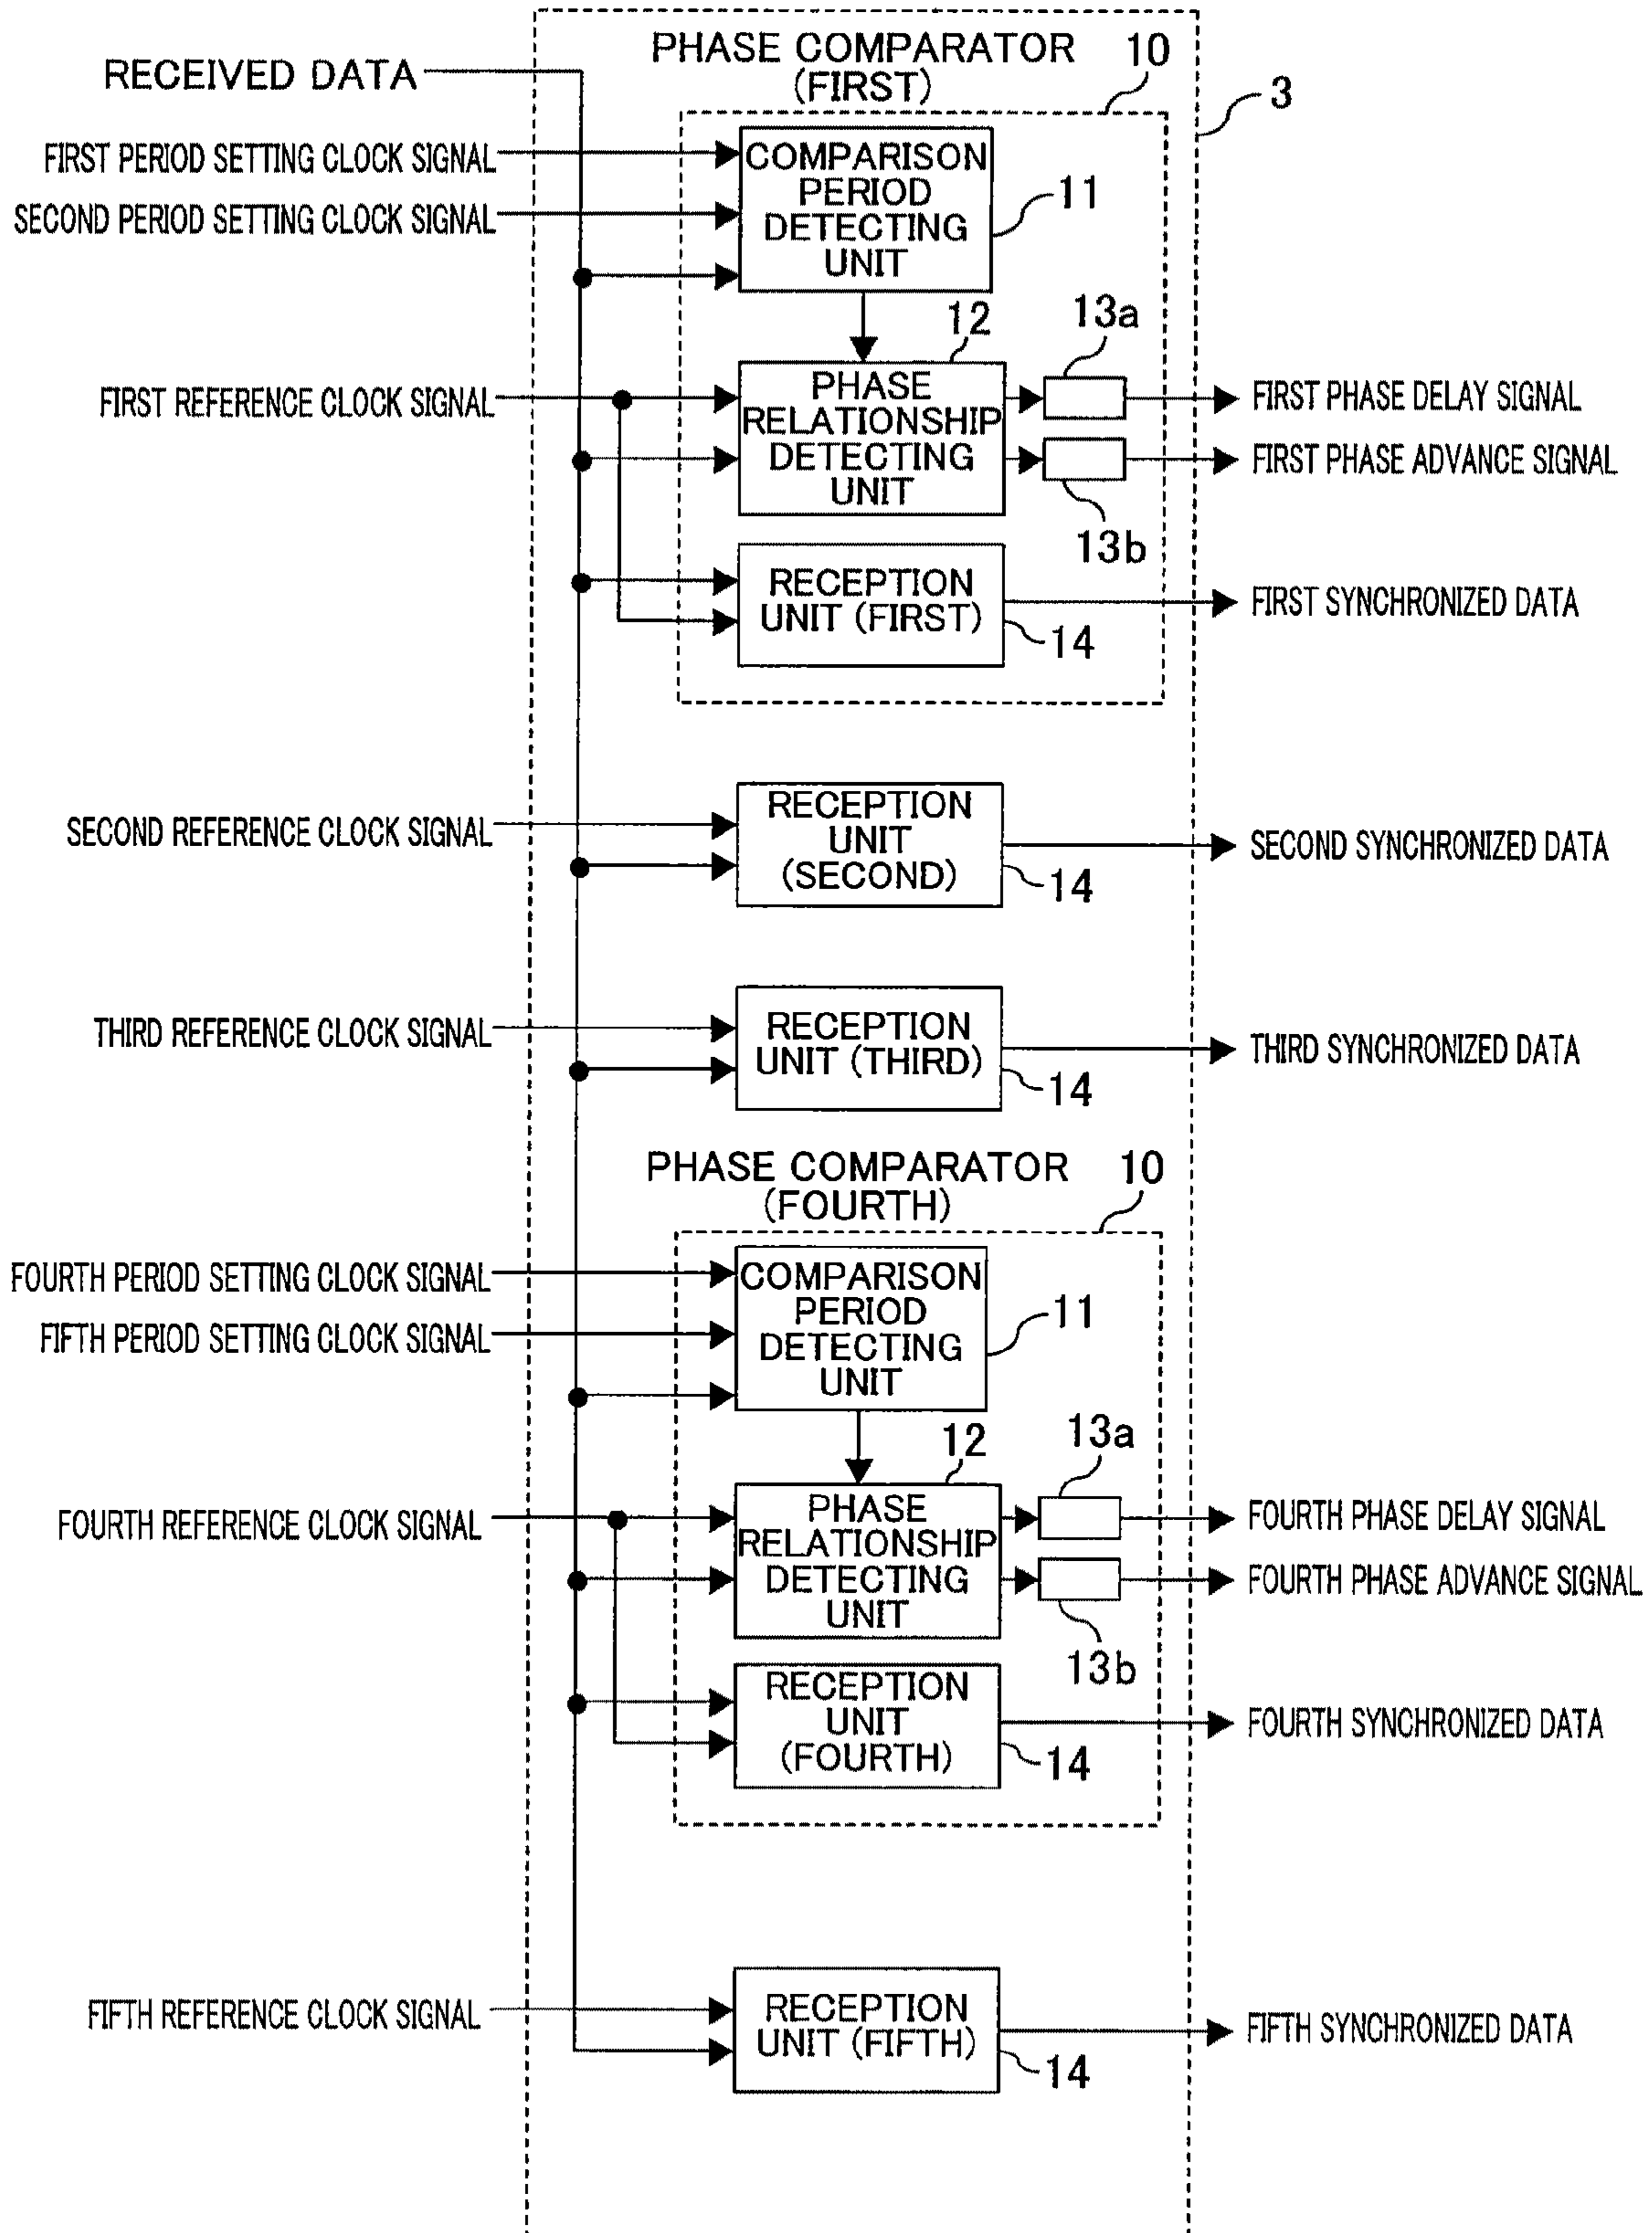 PHASE COMPARATOR
(FIRST)
10
3
RECEIVED DATA
FIRST PERIOD SETTING CLOCK SIGNAL
SECOND PERIOD SETTING CLOCK SIGNAL
COMPARISON
PERIOD
DETECTING
UNIT
11
12
13a
FIRST REFERENCE CLOCK SIGNAL
PHASE
RELATIONSHIP
DETECTING
UNIT
FIRST PHASE DELAY SIGNAL
FIRST PHASE ADVANCE SIGNAL
13b
RECEPTION
UNIT (FIRST)
14
FIRST SYNCHRONIZED DATA
SECOND REFERENCE CLOCK SIGNAL
RECEPTION
UNIT
(SECOND)
14
SECOND SYNCHRONIZED DATA
THIRD REFERENCE CLOCK SIGNAL
RECEPTION
UNIT (THIRD)
14
THIRD SYNCHRONIZED DATA
PHASE COMPARATOR
(FOURTH)
10
FOURTH PERIOD SETTING CLOCK SIGNAL
FIFTH PERIOD SETTING CLOCK SIGNAL
COMPARISON
PERIOD
DETECTING
UNIT
11
12
13a
FOURTH REFERENCE CLOCK SIGNAL
PHASE
RELATIONSHIP
DETECTING
UNIT
FOURTH PHASE DELAY SIGNAL
FOURTH PHASE ADVANCE SIGNAL
13b
RECEPTION
UNIT
(FOURTH)
14
FOURTH SYNCHRONIZED DATA
FIFTH REFERENCE CLOCK SIGNAL
RECEPTION
UNIT (FIFTH)
14
FIFTH SYNCHRONIZED DATA